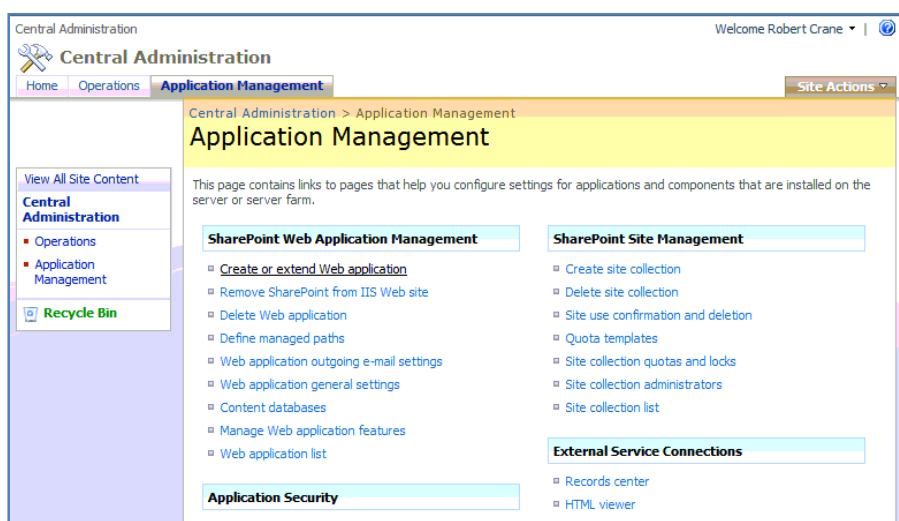 Central Administration
Welcome Robert Crane
Central Administration
Home
Operations
Application Management
Site Actions
Central Administration > Application Management
Application Management
View All Site Content
Central
Administration
Operations
Application
Management
Recycle Bin
This page contains links to pages that help you configure settings for applications and components that are installed on the
server or server farm.
SharePoint Web Application Management
Create or extend Web application
Remove SharePoint from IIS Web site
Delete Web application
Define managed paths
Web application outgoing e-mail settings
Web application general settings
Content databases
Manage Web application features
Web application list
Application Security
SharePoint Site Management
Create site collection
Delete site collection
Site use confirmation and deletion
Quota templates
Site collection quotas and locks
Site collection administrators
Site collection list
External Service Connections
Records center
HTML viewer